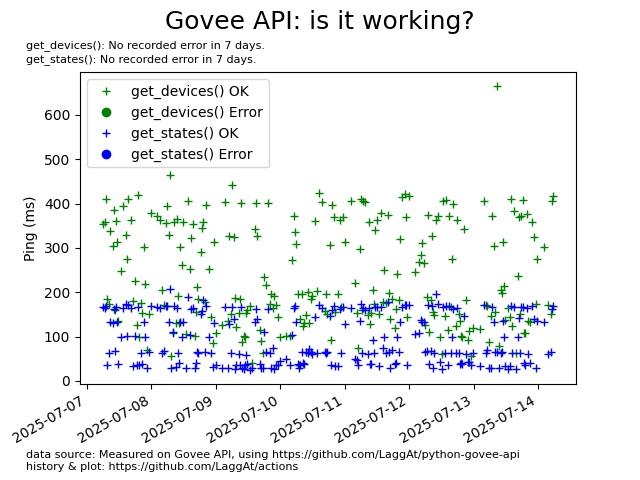 Govee API: is it working?
get_devices(): No recorded error in 7 days.
get_states(): No recorded error in 7 days.
get_devices() OK
get_devices() Error
get_states() OK
get_states() Error
Ping (ms)
600
500
400
300
200
100
0
2025-07-07
2025-07-08
2025-07-09
2025-07-10
2025-07-11
2025-07-12
2025-07-13
2025-07-14
data source: Measured on Govee API, using https://github.com/LaggAt/python-govee-api
history & plot: https://github.com/LaggAt/actions